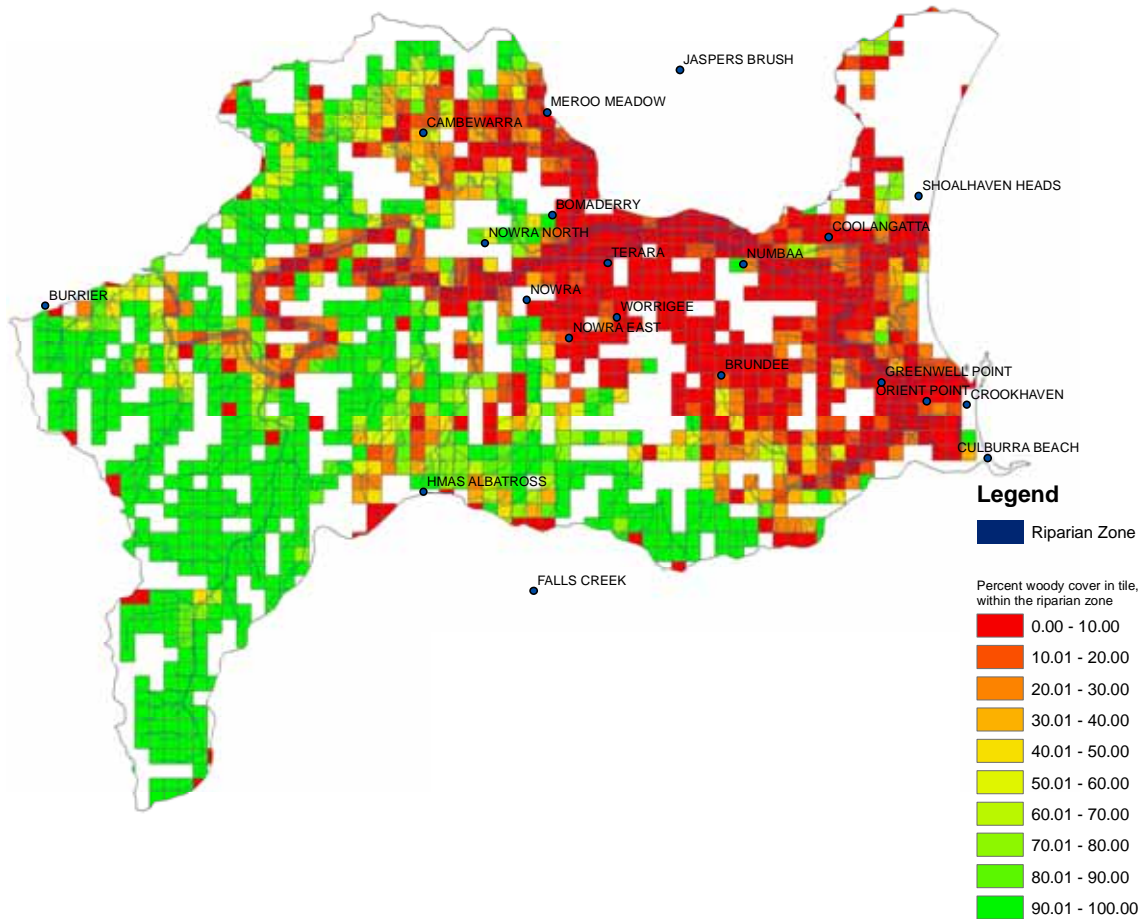 JASPERS BRUSH
MEROO MEADOW
CAMBEWARRA
SHOALHAVEN HEADS
BOMADERRY
COOLANGATTA
NOWRA NORTH
TERARA
NUMBAA
BURRIER
NOWRA
WORRIGEE
NOWRA EAST
BRUNDEE
GREENWELL POINT
ORIENT POINT
CROOKHAVEN
CULBURRA BEACH
HMAS ALBATROSS
FALLS CREEK
Legend
Riparian Zone
Percent woody cover in tile,
within the riparian zone
0.00 - 10.00
10.01 - 20.00
20.01 - 30.00
30.01 - 40.00
40.01 - 50.00
50.01 - 60.00
60.01 - 70.00
70.01 - 80.00
80.01 - 90.00
90.01 - 100.00